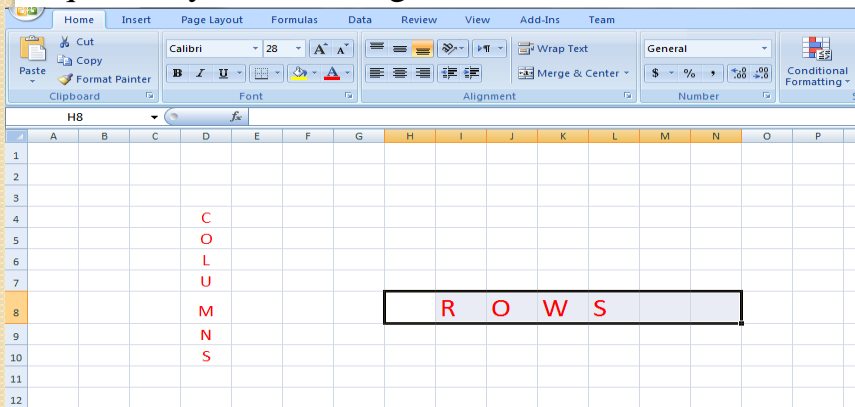 Home Insert Page Layout Formulas Data Review View Add-Ins Team
Paste
Cut
Copy
Format Painter
Clipboard
Calibri 28 A A
B I U A
Font
Wrap Text
Merge & Center
Alignment
General
$ % , .00 .00
Number
Conditional
Formatting
H8 fx
A B C D E F G H I J K L M N O P
1
2
3
4 C
5 O
6 L
7 U
8 M R O W S
9 N
10 S
11
12